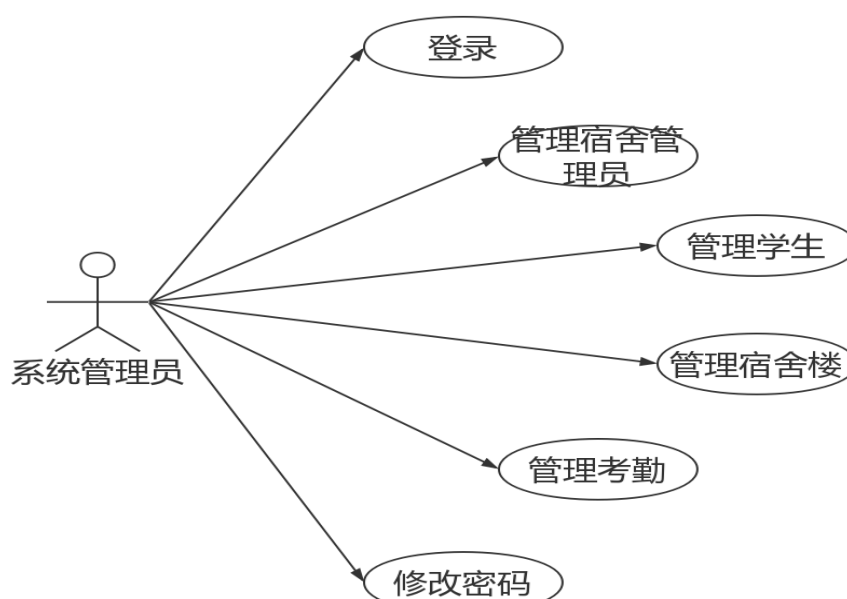 登录
管理宿舍管
理员
管理学生
系统管理员
管理宿舍楼
管理考勤
修改密码